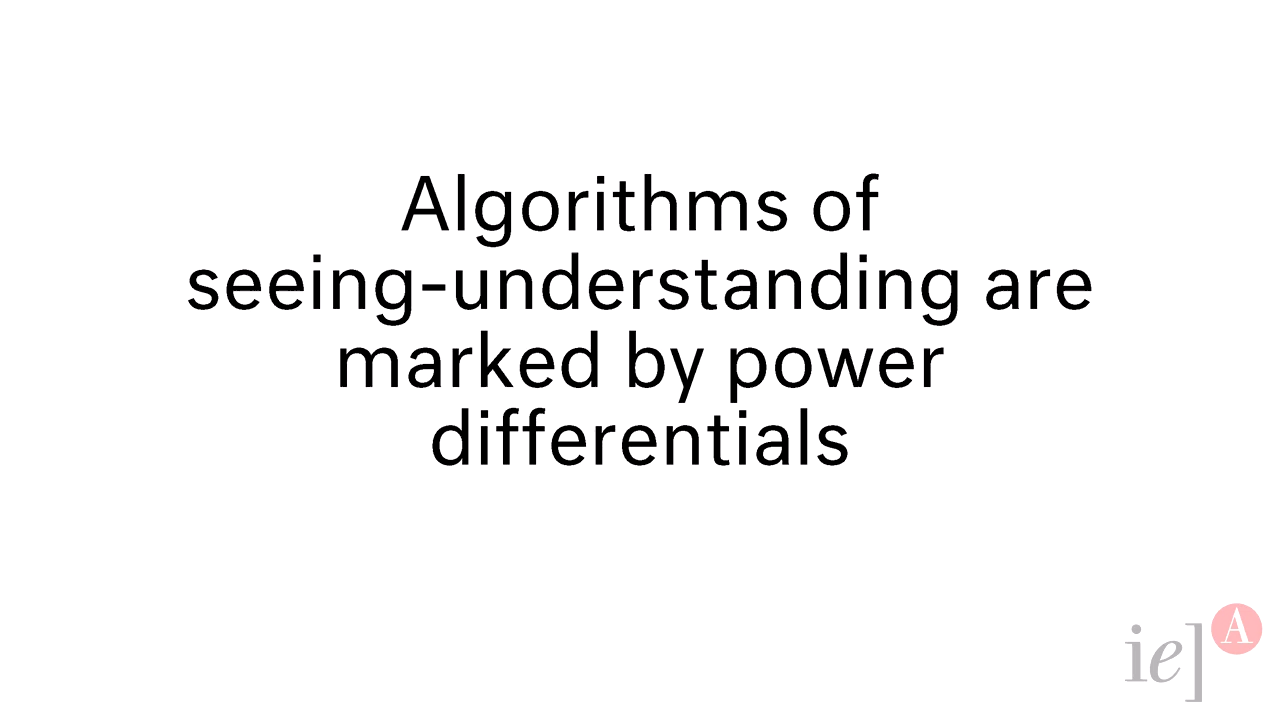 Algorithms of
seeing-understanding are
marked by power
differentials
ie]
A